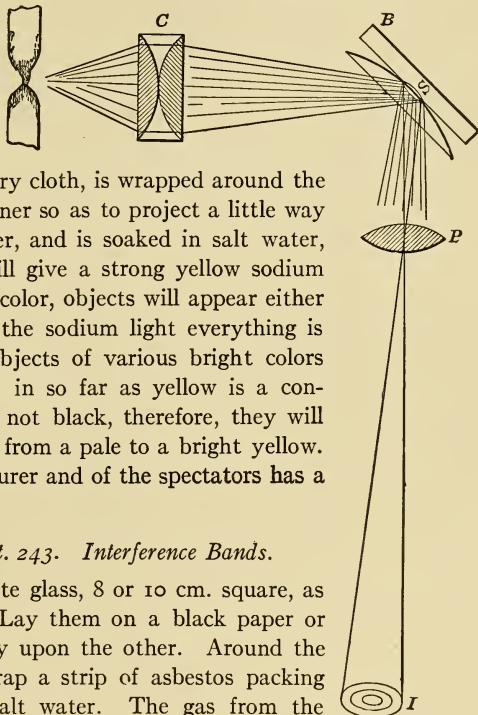 C
B
S
ry cloth, is wrapped around the
ner so as to project a little way
er, and is soaked in salt water,
P
ill give a strong yellow sodium
color, objects will appear either
the sodium light everything is
bjects of various bright colors
in so far as yellow is a con-
not black, therefore, they will
from a pale to a bright yellow.
urer and of the spectators has a
t. 243. Interference Bands.
te glass, 8 or 10 cm. square, as
Lay them on a black paper or
y upon the other. Around the
rap a strip of asbestos packing
alt water. The gas from the
I